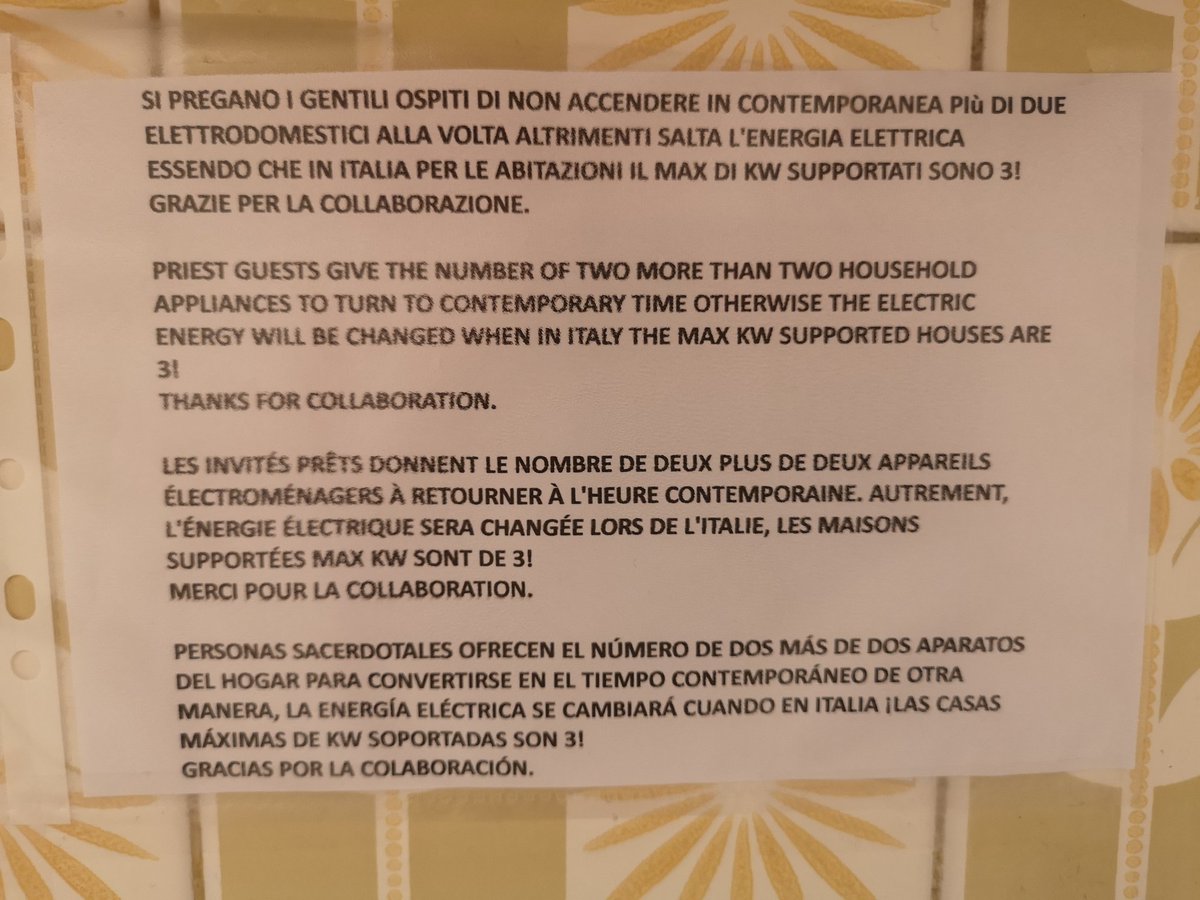 SI PREGANO I GENTILI OSPITI DI NON ACCENDERE IN CONTEMPORANEA PIù DI DUE
ELETTRODOMESTICI ALLA VOLTA ALTRIMENTI SALTA L'ENERGIA ELETTRICA
ESSENDO CHE IN ITALIA PER LE ABITAZIONI IL MAX DI KW SUPPORTATI SONO 3!
GRAZIE PER LA COLLABORAZIONE.
PRIEST GUESTS GIVE THE NUMBER OF TWO MORE THAN TWO HOUSEHOLD
APPLIANCES TO TURN TO CONTEMPORARY TIME OTHERWISE THE ELECTRIC
ENERGY WILL BE CHANGED WHEN IN ITALY THE MAX KW SUPPORTED HOUSES ARE
3!
THANKS FOR COLLABORATION.
LES INVITÉS PRÊTS DONNENT LE NOMBRE DE DEUX PLUS DE DEUX APPAREILS
ÉLECTROMÉNAGERS À RETOURNER À L'HEURE CONTEMPORAINE. AUTREMENT,
L'ÉNERGIE ÉLECTRIQUE SERA CHANGÉE LORS DE L'ITALIE, LES MAISONS
SUPPORTÉES MAX KW SONT DE 3!
MERCI POUR LA COLLABORATION.
PERSONAS SACERDOTALES OFRECEN EL NÚMERO DE DOS MÁS DE DOS APARATOS
DEL HOGAR PARA CONVERTIRSE EN EL TIEMPO CONTEMPORÁNEO DE OTRA
MANERA, LA ENERGÍA ELÉCTRICA SE CAMBIARÁ CUANDO EN ITALIA ¡LAS CASAS
MÁXIMAS DE KW SOPORTADAS SON 3!
GRACIAS POR LA COLABORACIÓN.